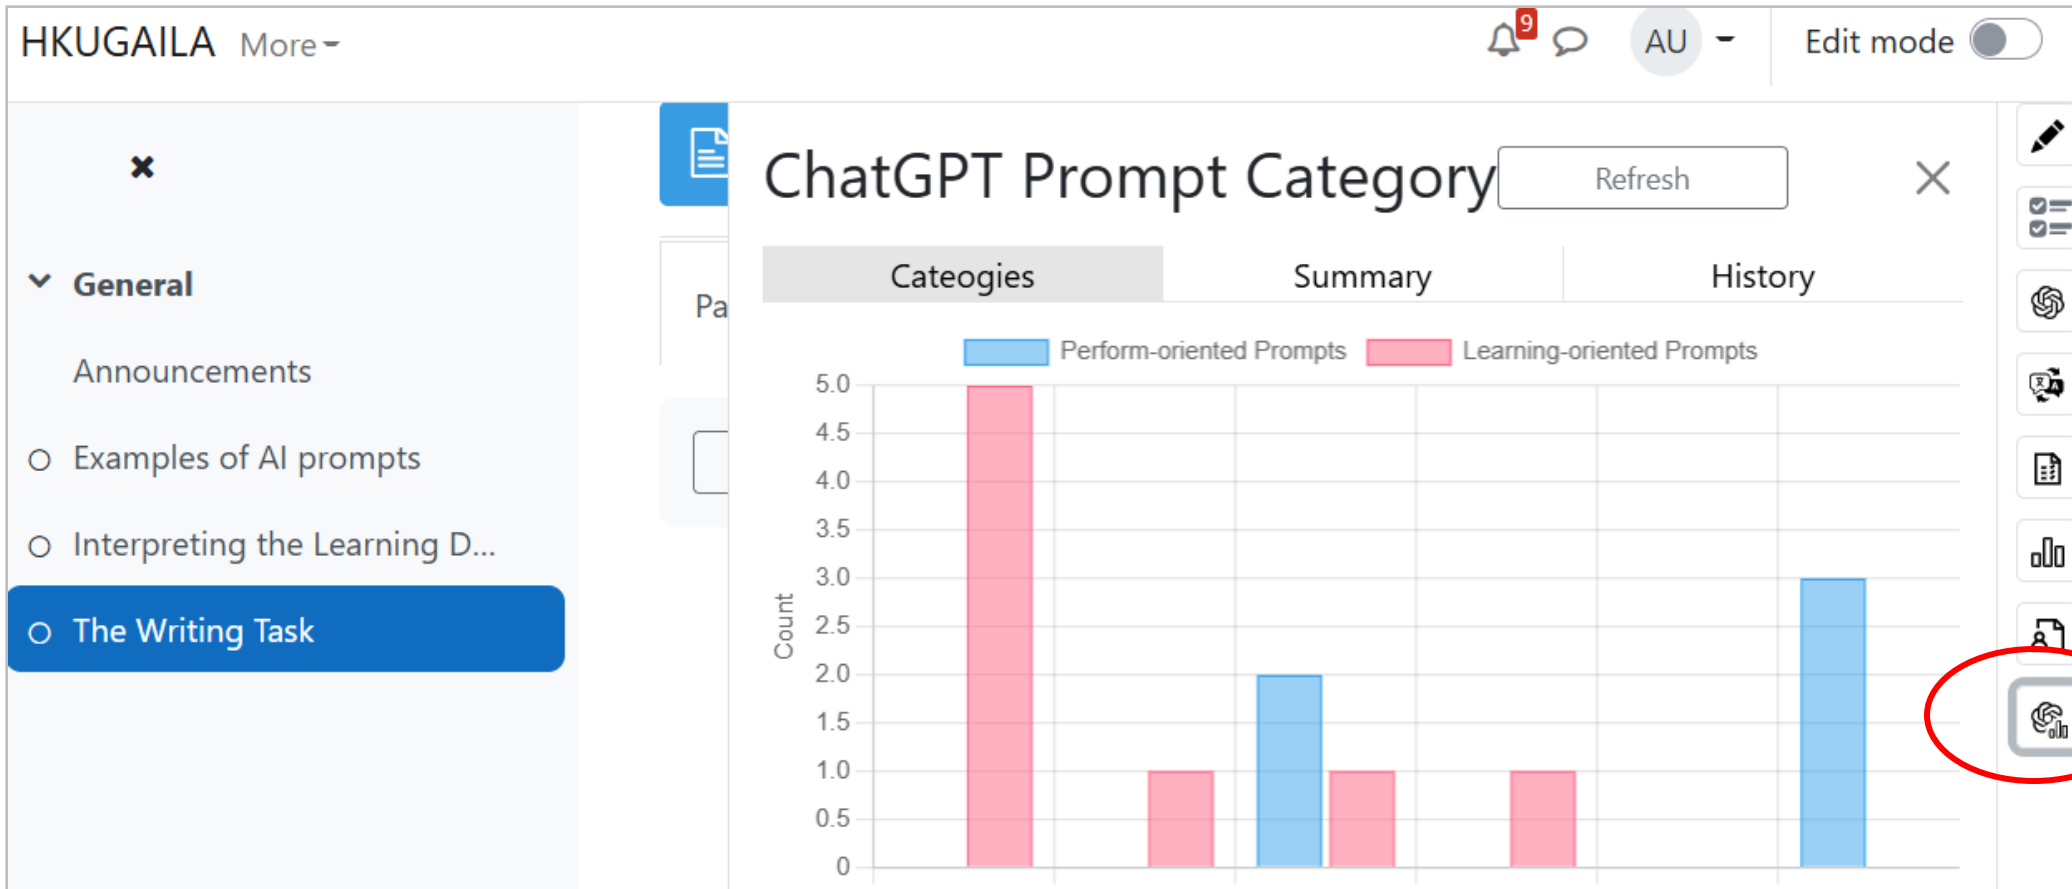 HKUGAILA More
9
AU
Edit mode
General
Announcements
Examples of AI prompts
Interpreting the Learning D...
The Writing Task
Pa
ChatGPT Prompt Category
Refresh
Cateogies Summary History
Perform-oriented Prompts Learning-oriented Prompts
Count
5.0
4.5
4.0
3.5
3.0
2.5
2.0
1.5
1.0
0.5
0